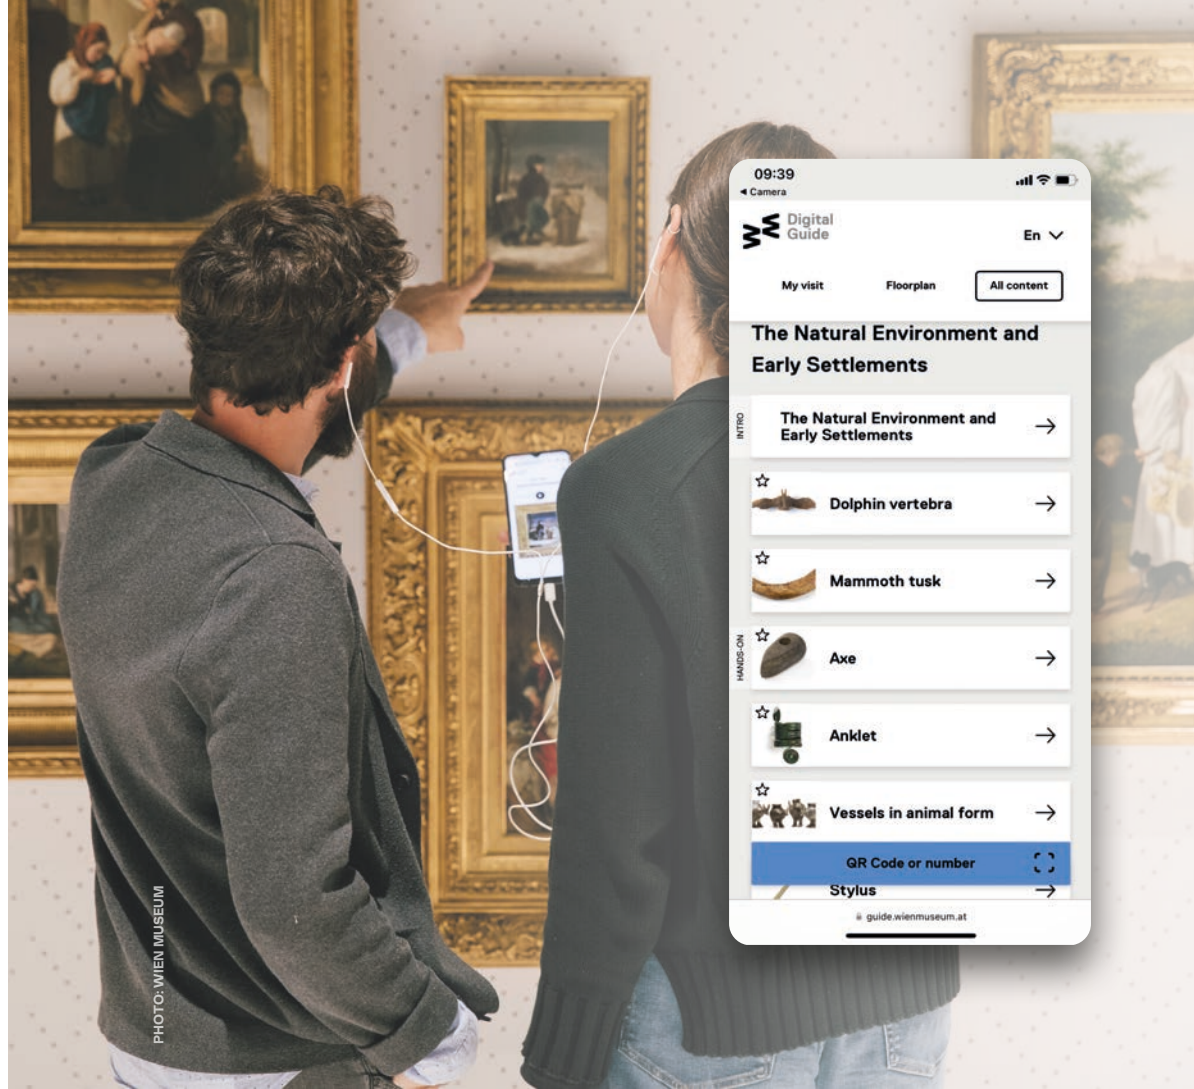 09:39
◀ Camera
Digital
Guide
En
My visit
Floorplan
All content
The Natural Environment and
Early Settlements
INTRO
The Natural Environment and
Early Settlements
Dolphin vertebra
Mammoth tusk
HANDS-ON
Axe
Anklet
Vessels in animal form
QR Code or number
Stylus
guide.wienmuseum.at
PHOTO: WIEN MUSEUM